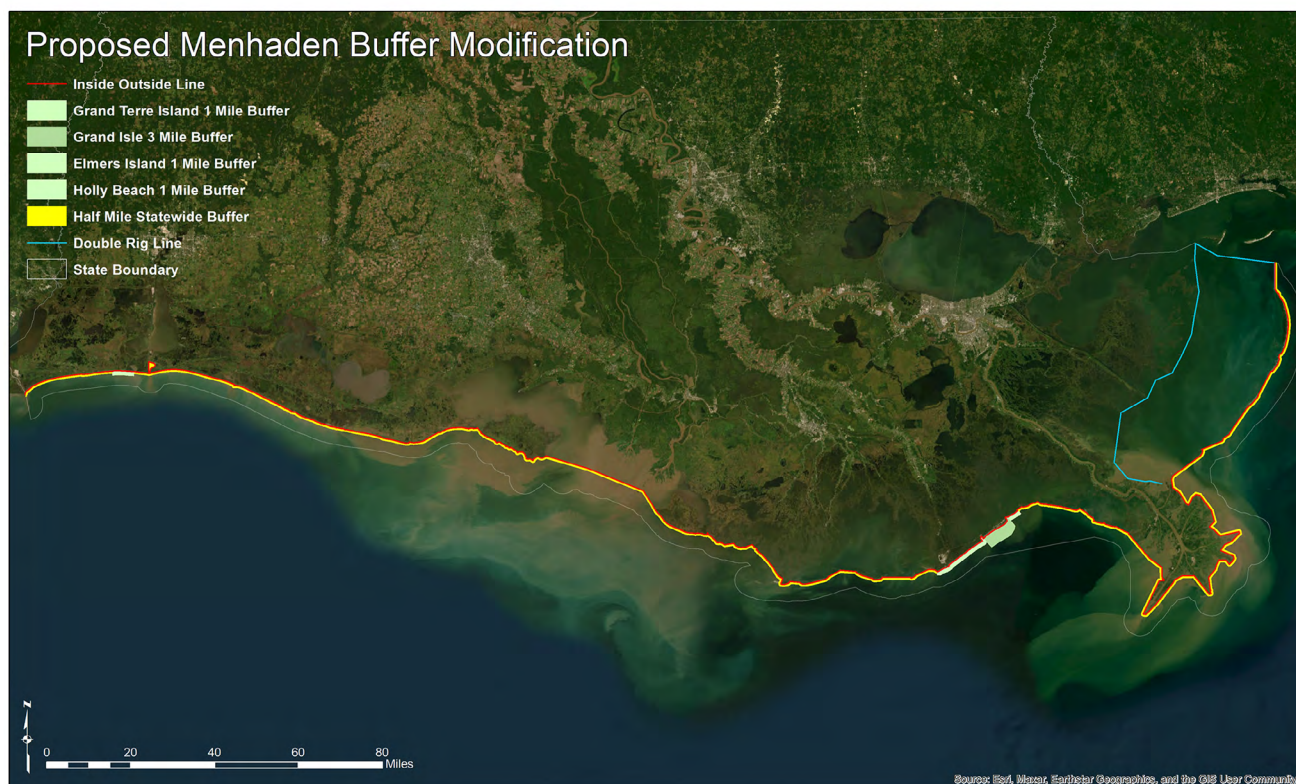 Proposed Menhaden Buffer Modification
Inside Outside Line
Grand Terre Island 1 Mile Buffer
Grand Isle 3 Mile Buffer
Elmers Island 1 Mile Buffer
Holly Beach 1 Mile Buffer
Half Mile Statewide Buffer
Double Rig Line
State Boundary
N
0 20 40 60 80
Miles
Source: Esri, Maxar, Earthstar Geographics, and the GIS User Community